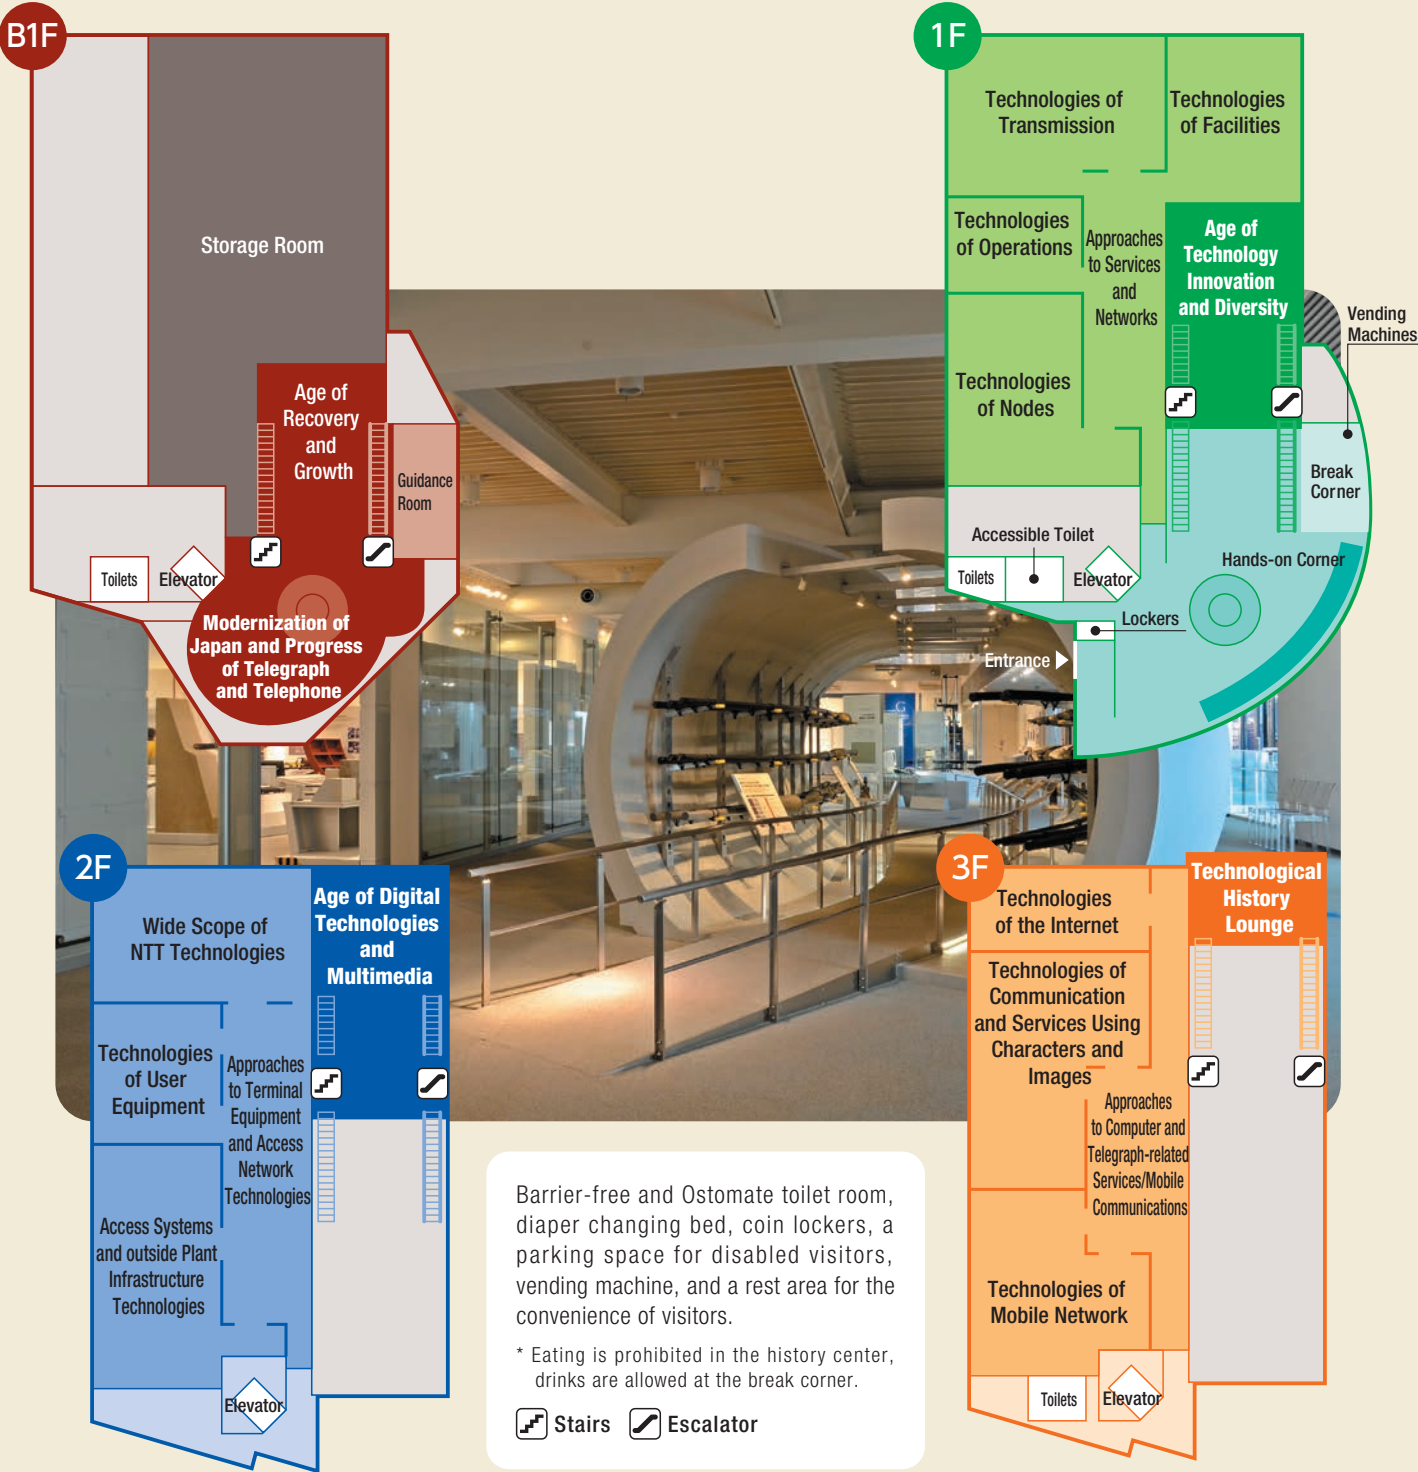 B1F
Storage Room
Age of
Recovery
and
Growth
Guidance
Room
Toilets
Elevator
Modernization of
Japan and Progress
of Telegraph
and Telephone
1F
Technologies of
Transmission
Technologies
of Facilities
Technologies
of Operations
Approaches
to Services
and
Networks
Age of
Technology
Innovation
and Diversity
Vending
Machines
Technologies
of Nodes
Break
Corner
Accessible Toilet
Hands-on Corner
Toilets
Elevator
Lockers
Entrance
G
2F
Wide Scope of
NTT Technologies
Age of Digital
Technologies
and
Multimedia
Technologies
of User
Equipment
Approaches
to Terminal
Equipment
and Access
Network
Technologies
Access Systems
and outside Plant
Infrastructure
Technologies
Elevator
3F
Technologies
of the Internet
Technological
History
Lounge
Technologies of
Communication
and Services Using
Characters and
Images
Approaches
to Computer and
Telegraph-related
Services/Mobile
Communications
Technologies of
Mobile Network
Toilets
Elevator
Barrier-free and Ostomate toilet room,
diaper changing bed, coin lockers, a
parking space for disabled visitors,
vending machine, and a rest area for the
convenience of visitors.
* Eating is prohibited in the history center,
drinks are allowed at the break corner.
Stairs
Escalator